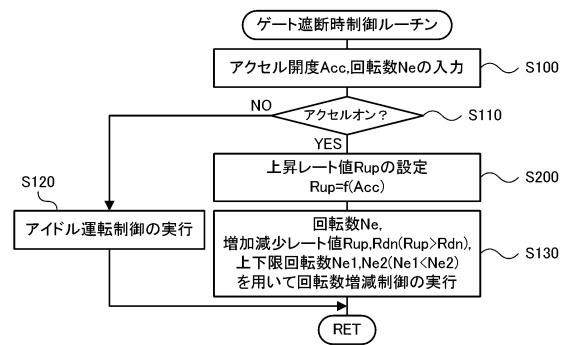 ゲート遮断時制御ルーチン
アクセル開度Acc,回転数Neの入力
S100
NO
アクセルオン?
S110
YES
上昇レート値Rupの設定
Rup=f(Acc)
S200
S120
アイドル運転制御の実行
回転数Ne,
増加減少レート値Rup,Rdn(Rup>Rdn),
上下限回転数Ne1,Ne2(Ne1<Ne2)
を用いて回転数増減制御の実行
S130
RET